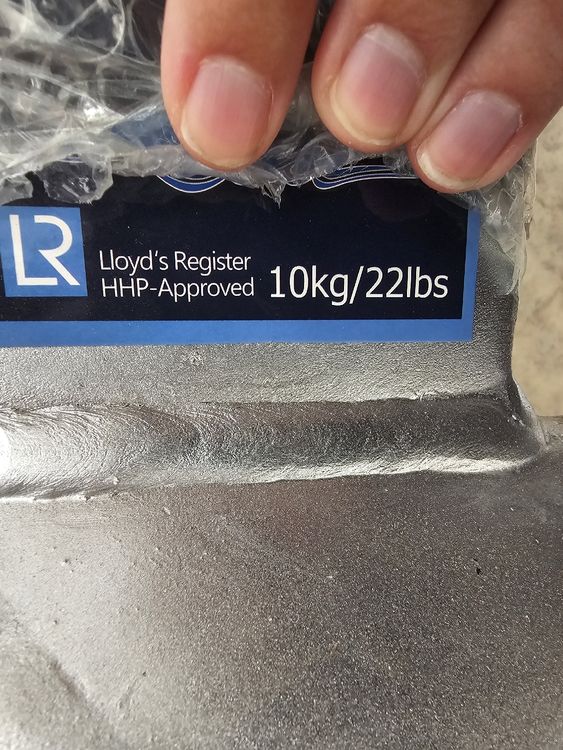 LR
Lloyd's Register
HHP-Approved 10kg/22lbs